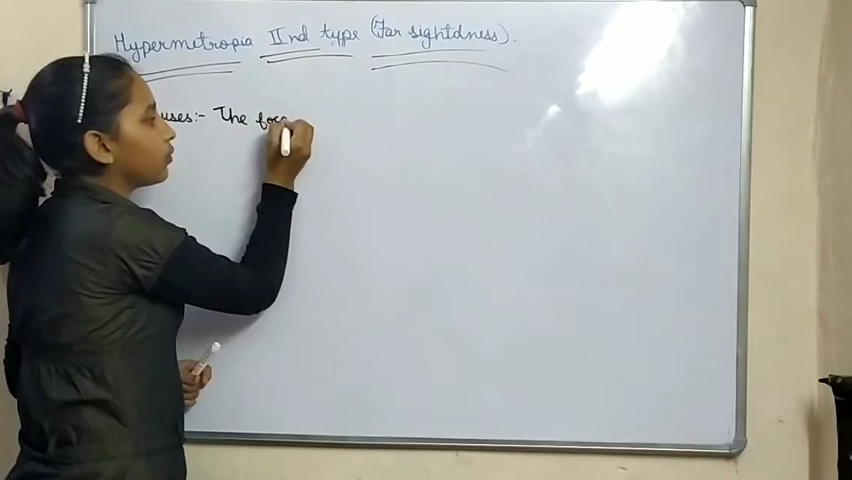 Hypermetropia IInd type (Far sightdness).
uses:- The foc